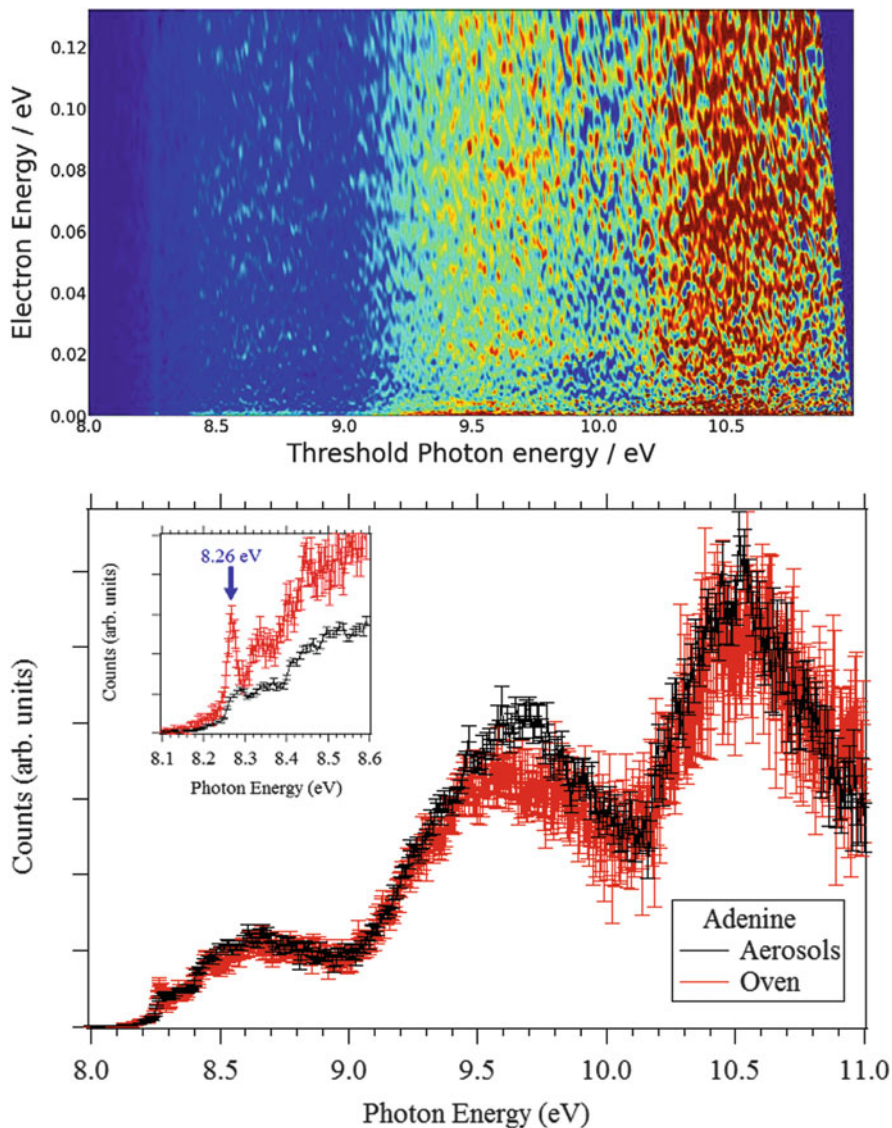 Electron Energy / eV
0.12
0.10
0.08
0.06
0.04
0.02
0.00
8.0 8.5 9.0 9.5 10.0 10.5
Threshold Photon energy / eV
Counts (arb. units)
Counts (arb. units)
8.26 eV
8.1 8.2 8.3 8.4 8.5 8.6
Photon Energy (eV)
Adenine
Aerosols
Oven
8.0 8.5 9.0 9.5 10.0 10.5 11.0
Photon Energy (eV)